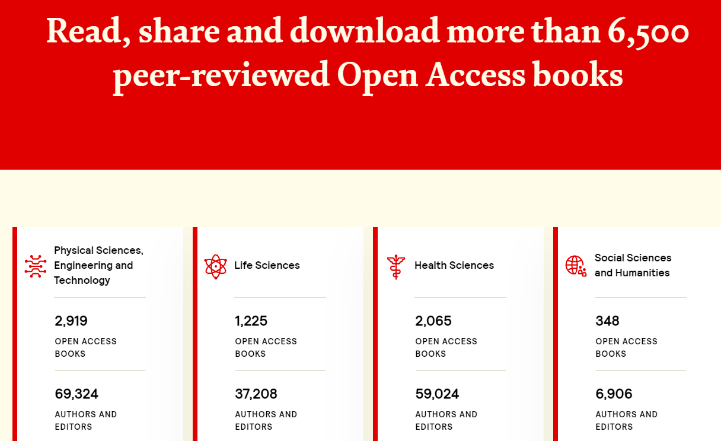 Read, share and download more than 6,500
peer-reviewed Open Access books
Physical Sciences,
Engineering and
Technology
2,919
OPEN ACCESS
BOOKS
69,324
AUTHORS AND
EDITORS
Life Sciences
1,225
OPEN ACCESS
BOOKS
37,208
AUTHORS AND
EDITORS
Health Sciences
2,065
OPEN ACCESS
BOOKS
59,024
AUTHORS AND
EDITORS
Social Sciences
and Humanities
348
OPEN ACCESS
BOOKS
6,906
AUTHORS AND
EDITORS